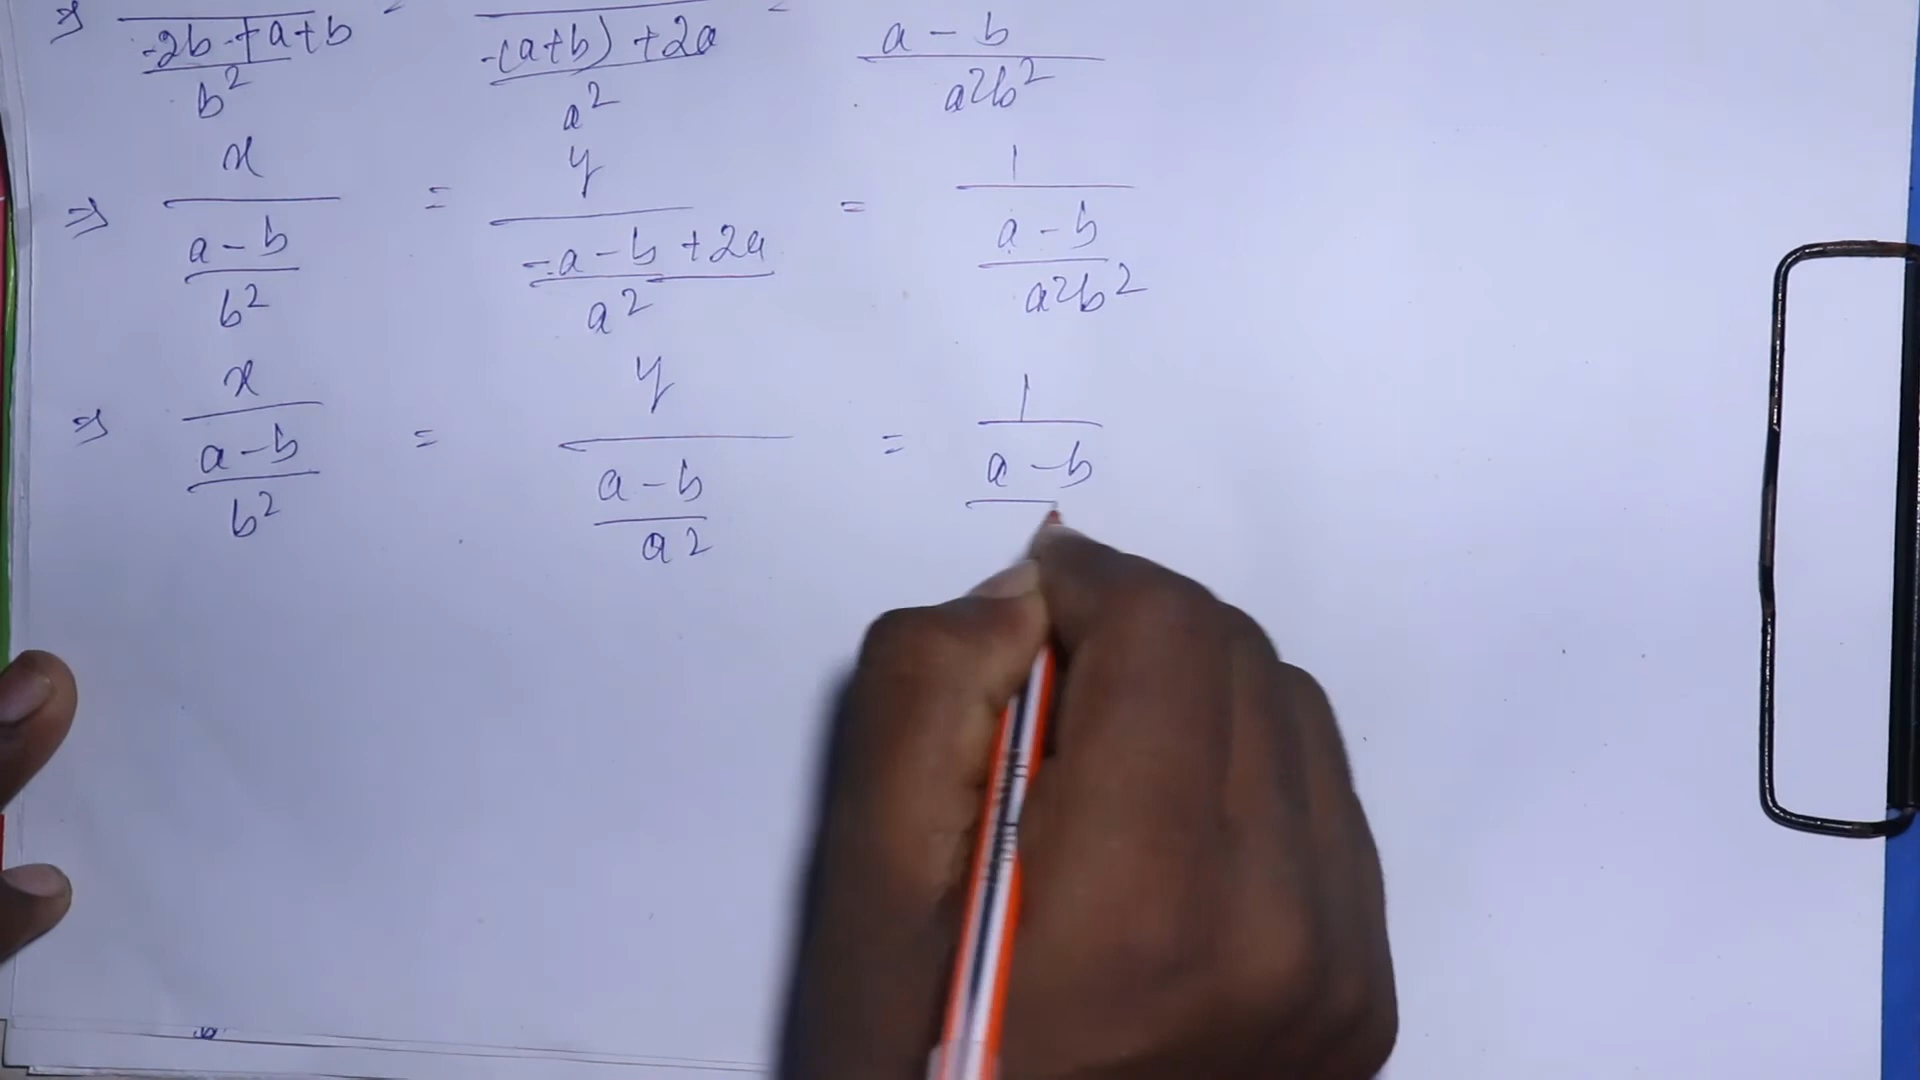 ⇒ -2b+a+b/b² = -(a+b)+2a/a² = a-b/a²b²
⇒ x/(a-b/b²) = y/(-a-b+2a/a²) = 1/(a-b/a²b²)
⇒ x/(a-b/b²) = y/(a-b/a²) = 1/(a-b